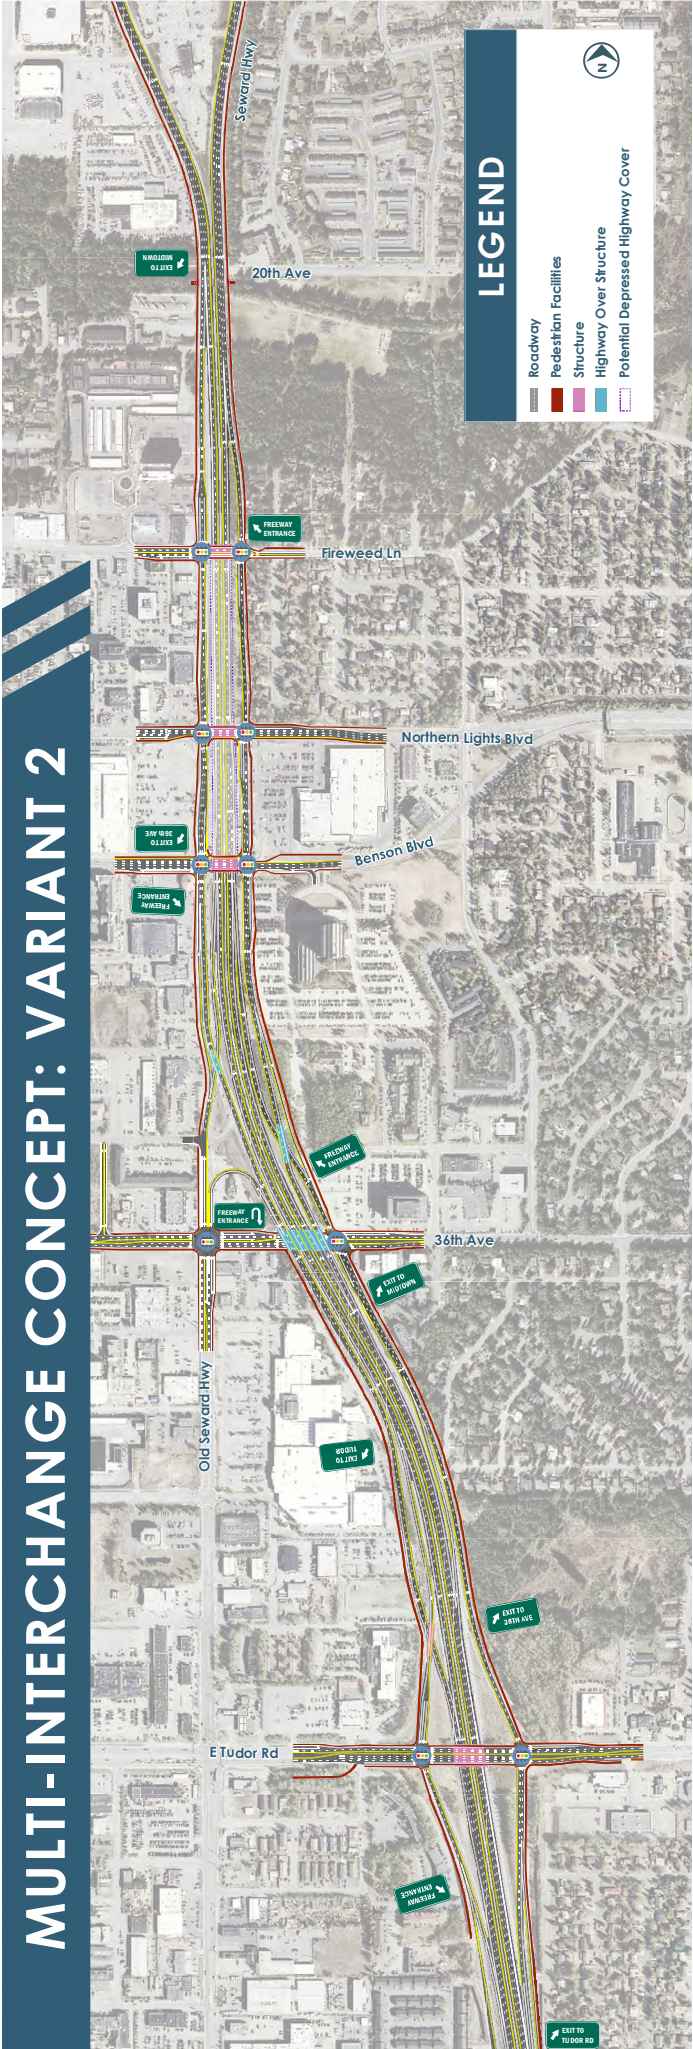 MULTI-INTERCHANGE CONCEPT: VARIANT 2
LEGEND
N
Roadway
Pedestrian Facilities
Structure
Highway Over Structure
Potential Depressed Highway Cover
Seward Hwy
EXIT TO
MIDTOWN
20th Ave
FREEWAY
ENTRANCE
Fireweed Ln
Northern Lights Blvd
EXIT TO
36TH AVE
Benson Blvd
FREEWAY
ENTRANCE
FREEWAY
ENTRANCE
FREEWAY
ENTRANCE
36th Ave
EXIT TO
MIDTOWN
Old Seward Hwy
EXIT TO
TUDOR
EXIT TO
36TH AVE
E Tudor Rd
FREEWAY
ENTRANCE
EXIT TO
TUDOR RD